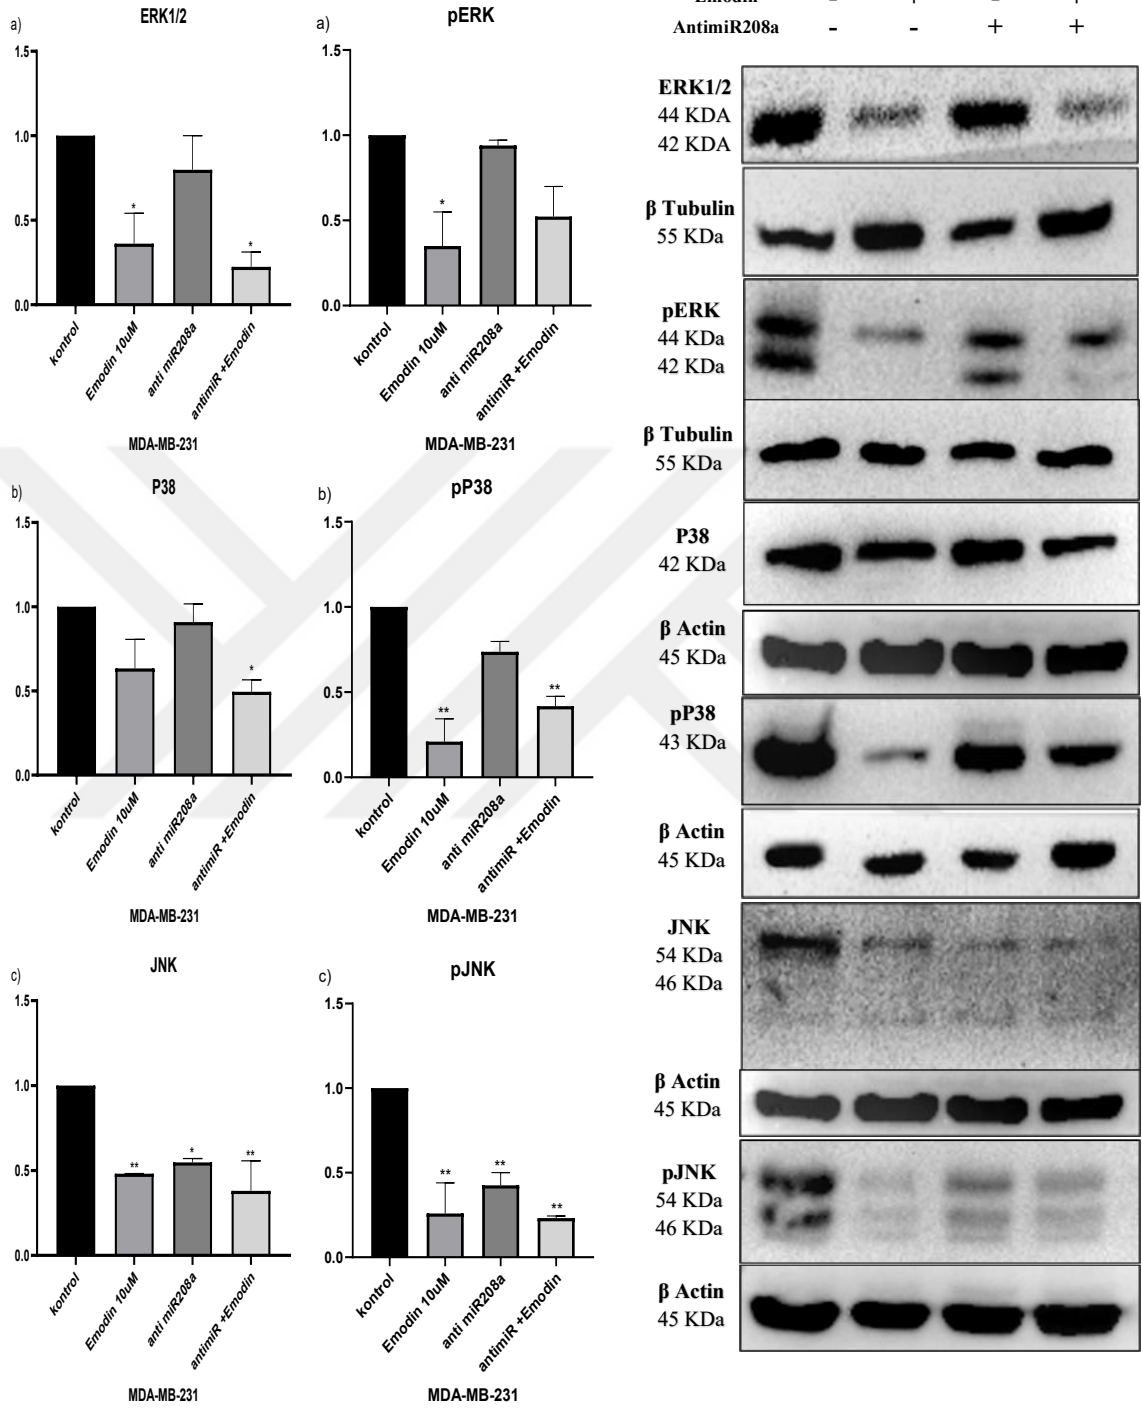 a)
ERK1/2
1.5
1.0
0.5
0.0
*
*
kontrol
Emodin 10uM
anti miR208a
antimiR +Emodin
MDA-MB-231
a)
pERK
1.5
1.0
0.5
0.0
*
kontrol
Emodin 10uM
anti miR208a
antimiR +Emodin
MDA-MB-231
b)
P38
1.5
1.0
0.5
0.0
*
kontrol
Emodin 10uM
anti miR208a
antimiR +Emodin
MDA-MB-231
b)
pP38
1.5
1.0
0.5
0.0
**
**
kontrol
Emodin 10uM
anti miR208a
antimiR +Emodin
MDA-MB-231
c)
JNK
1.5
1.0
0.5
0.0
**
*
**
kontrol
Emodin 10uM
anti miR208a
antimiR +Emodin
MDA-MB-231
c)
pJNK
1.5
1.0
0.5
0.0
**
**
**
kontrol
Emodin 10uM
anti miR208a
antimiR +Emodin
MDA-MB-231
Emodin - + - +
AntimiR208a - - + +
ERK1/2
44 KDA
42 KDA
β Tubulin
55 KDa
pERK
44 KDa
42 KDa
β Tubulin
55 KDa
P38
42 KDa
β Actin
45 KDa
pP38
43 KDa
β Actin
45 KDa
JNK
54 KDa
46 KDa
β Actin
45 KDa
pJNK
54 KDa
46 KDa
β Actin
45 KDa